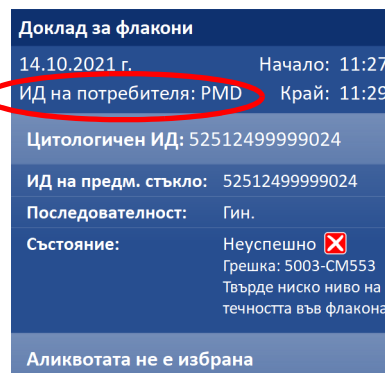 Доклад за флакони
14.10.2021 г. Начало: 11:27
ИД на потребителя: PMD Край: 11:29
Цитологичен ИД: 52512499999024
ИД на предм. стъкло: 52512499999024
Последователност: Гин.
Състояние: Неуспешно
Грешка: 5003-CM553
Твърде ниско ниво на
течността във флакона
Аликвотата не е избрана